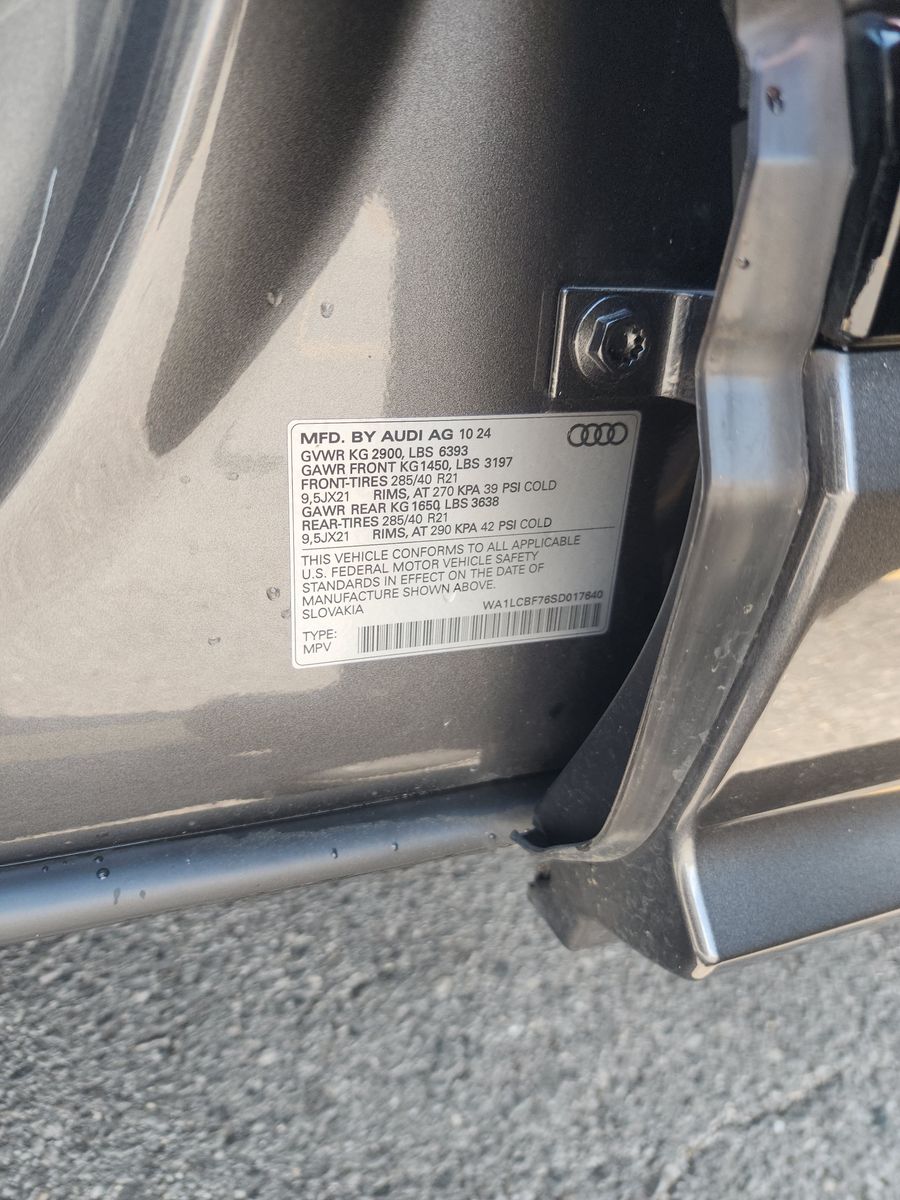 MFD. BY AUDI AG 10 24
GVWR KG 2900, LBS 6393
GAWR FRONT KG1450, LBS 3197
FRONT-TIRES 285/40 R21
9,5JX21 RIMS, AT 270 KPA 39 PSI COLD
GAWR REAR KG 1650, LBS 3638
REAR-TIRES 285/40 R21
9,5JX21 RIMS, AT 290 KPA 42 PSI COLD
THIS VEHICLE CONFORMS TO ALL APPLICABLE
U.S. FEDERAL MOTOR VEHICLE SAFETY
STANDARDS IN EFFECT ON THE DATE OF
MANUFACTURE SHOWN ABOVE.
SLOVAKIA WA1LCBF76SD017640
TYPE:
MPV